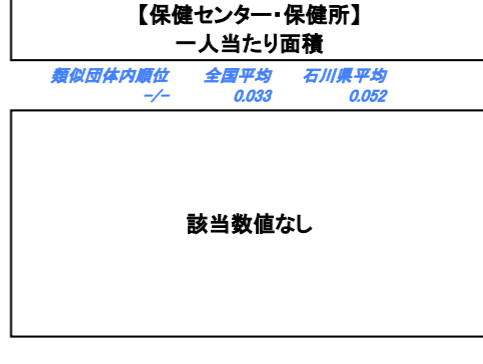 【保健センター・保健所】
一人当たり面積
類似団体内順位 全国平均 石川県平均
-/- 0.033 0.052
該当数値なし